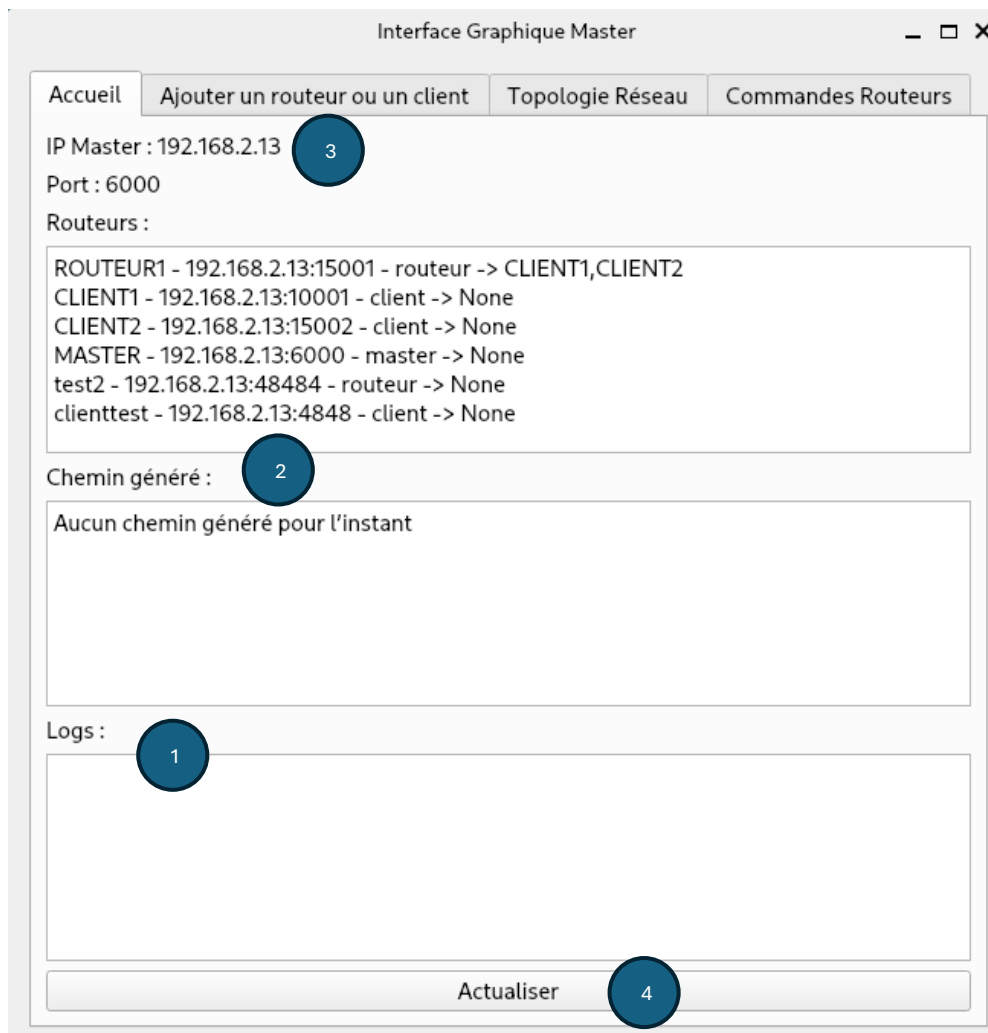 Interface Graphique Master
Accueil Ajouter un routeur ou un client Topologie Réseau Commandes Routeurs
IP Master : 192.168.2.13 3
Port : 6000
Routeurs :
ROUTEUR1 - 192.168.2.13:15001 - routeur -> CLIENT1,CLIENT2
CLIENT1 - 192.168.2.13:10001 - client -> None
CLIENT2 - 192.168.2.13:15002 - client -> None
MASTER - 192.168.2.13:6000 - master -> None
test2 - 192.168.2.13:48484 - routeur -> None
clienttest - 192.168.2.13:4848 - client -> None
Chemin généré : 2
Aucun chemin généré pour l'instant
Logs : 1
Actualiser 4